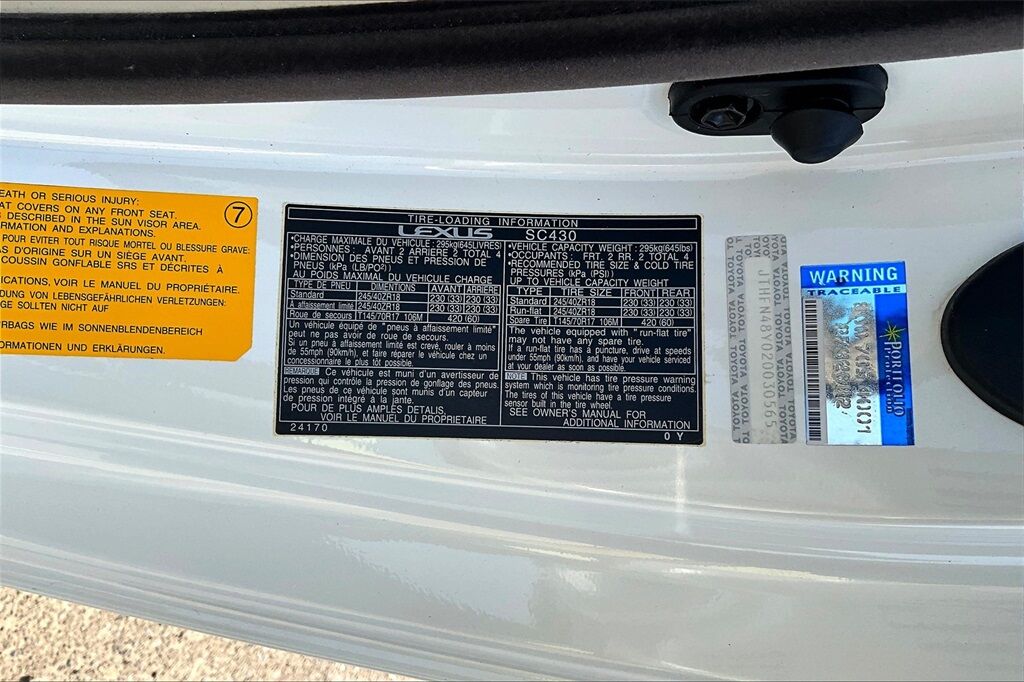 EATH OR SERIOUS INJURY:
AT COVERS ON ANY FRONT SEAT.
S DESCRIBED IN THE SUN VISOR AREA.
RMATION AND EXPLANATIONS.
7
POUR EVITER TOUT RISQUE MORTEL OU BLESSURE GRAVE:
AS D'ORIGINE SUR UN SIÉGE AVANT.
COUSSIN GONFLABLE SRS ET DÉCRITES À
ICATIONS, VOIR LE MANUEL DU PROPRIÉTAIRE.
DUNG VON LEBENSGEFÄHRLICHEN VERLETZUNGEN:
GE SOLLTEN NICHT AUF
RBAGS WIE IM SONNENBLENDENBEREICH
ORMATIONEN UND ERKLÄRUNGEN.
TIRE-LOADING INFORMATION
LEXUS SC430
•CHARGE MAXIMALE DU VÉHICULE : 295kg(645LIVRES)
•PERSONNES: AVANT 2 ARRIERE 2 TOTAL 4
•DIMENSION DES PNEUS ET PRESSION DE
PNEUS (kPa (LB/PO²))
AU POIDS MAXIMAL DU VEHICULE CHARGE
TYPE DE PNEU DIMENTIONS AVANT ARRIERE
Standard 245/40ZR18 230 (33) 230 (33)
A affaissement limité 245/40ZR18 230 (33) 230 (33)
Roue de secours T145/70R17 106M 420 (60)
Un véhicule équipé de "pneus à affaissement limité"
peut ne pas avoir de roue de secours.
Si un pneu à affaissement limité est crevé, rouler à moins
de 55mph (90km/h), et faire réparer le véhicule chez un
concessionnaire le plus tôt possible.
REMARQUE Ce véhicule est muni d'un avertisseur de
pression qui contrôle la pression de gonflage des pneus.
Les pneus de ce véhicule sont munis d'un capteur
de pression intégré à la jante.
POUR DE PLUS AMPLES DETAILS,
VOIR LE MANUEL DU PROPRIETAIRE
24170
•VEHICLE CAPACITY WEIGHT : 295kg(645lbs)
•OCCUPANTS : FRT. 2 RR. 2 TOTAL 4
•RECOMMENDED TIRE SIZE & COLD TIRE
PRESSURES (kPa (PSI))
UP TO VEHICLE CAPACITY WEIGHT
TYPE TIRE SIZE FRONT REAR
Standard 245/40ZR18 230 (33) 230 (33)
Run-flat 245/40ZR18 230 (33) 230 (33)
Spare Tire T145/70R17 106M 420 (60)
The vehicle equipped with "run-flat tire"
may not have any spare tire.
If a run-flat tire has a puncture, drive at speeds
under 55mph (90km/h), and have your vehicle serviced
at your dealer as soon as possible.
NOTE This vehicle has tire pressure warning
system which is monitoring tire pressure conditions.
The tires of this vehicle have a tire pressure
sensor built in the tire wheel.
SEE OWNER'S MANUAL FOR
ADDITIONAL INFORMATION
0 Y
JTHFN48Y020030565
TOYOTA TOYOTA TOYOTA
WARNING
TRACEABLE
PORTFOLIO
Protection